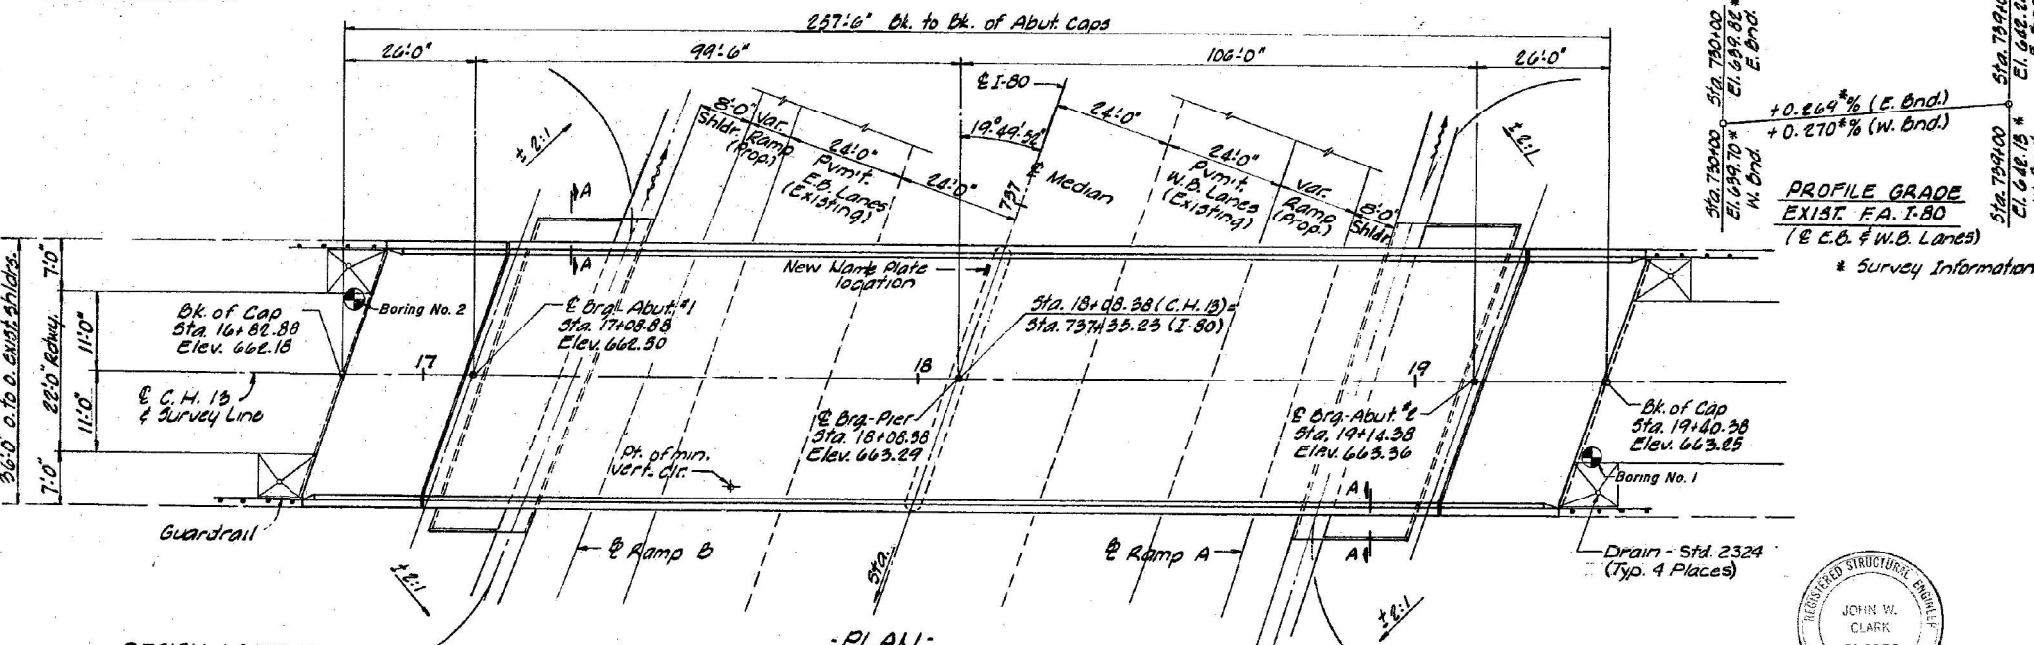 257'-6" Bk. to Bk. of Abut. Caps
26'-0"
99'-6"
106'-0"
26'-0"
℄ I-80
19°49'52"
8'-0"
Shldr.
Var.
Ramp
(Prop.)
24'-0"
Pvm't.
E.B. Lanes
(Existing)
24'-0"
737
℄ Median
24'-0"
24'-0"
Pvm't.
W.B. Lanes
(Existing)
Var.
Ramp
(Prop.)
8'-0"
Shldr.
± 2:1
± 2:1
A
A
Sta. 730+00
El. 639.82*
E. Bnd.
Sta. 730+00
El. 639.70*
W. Bnd.
+0.269*% (E. Bnd.)
+0.270*% (W. Bnd.)
Sta. 739+00
El. 642.13*
PROFILE GRADE
EXIST. F.A. I-80
(℄ E.B. & W.B. Lanes)
* Survey Information
36'-0" o. to o. exist. shldrs.
7'-0"
22'-0" Rdwy.
11'-0"
11'-0"
7'-0"
New Name Plate
location
Boring No. 2
Bk. of Cap
Sta. 16+82.88
Elev. 662.18
℄ Brg.-Abut. #1
Sta. 17+08.88
Elev. 662.50
Sta. 18+08.38 (C.H. 13)=
Sta. 737+35.23 (I-80)
17
18
19
℄ C.H. 13
& Survey Line
℄ Brg.-Pier
Sta. 18+08.38
Elev. 663.29
℄ Brg.-Abut. #2
Sta. 19+14.38
Elev. 663.36
Bk. of Cap
Sta. 19+40.38
Elev. 663.25
Pt. of min.
vert. clr.
Boring No. 1
A
A
Guardrail
℄ Ramp B
Sta.
℄ Ramp A
Drain - Std. 2324
(Typ. 4 Places)
± 2:1
± 2:1
-PLAN-
REGISTERED STRUCTURAL ENGINEER
JOHN W.
CLARK